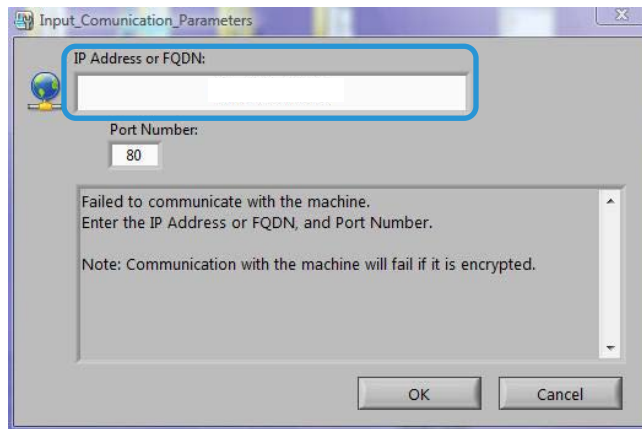 Input_Comunication_Parameters
IP Address or FQDN:
Port Number:
80
Failed to communicate with the machine.
Enter the IP Address or FQDN, and Port Number.
Note: Communication with the machine will fail if it is encrypted.
OK
Cancel